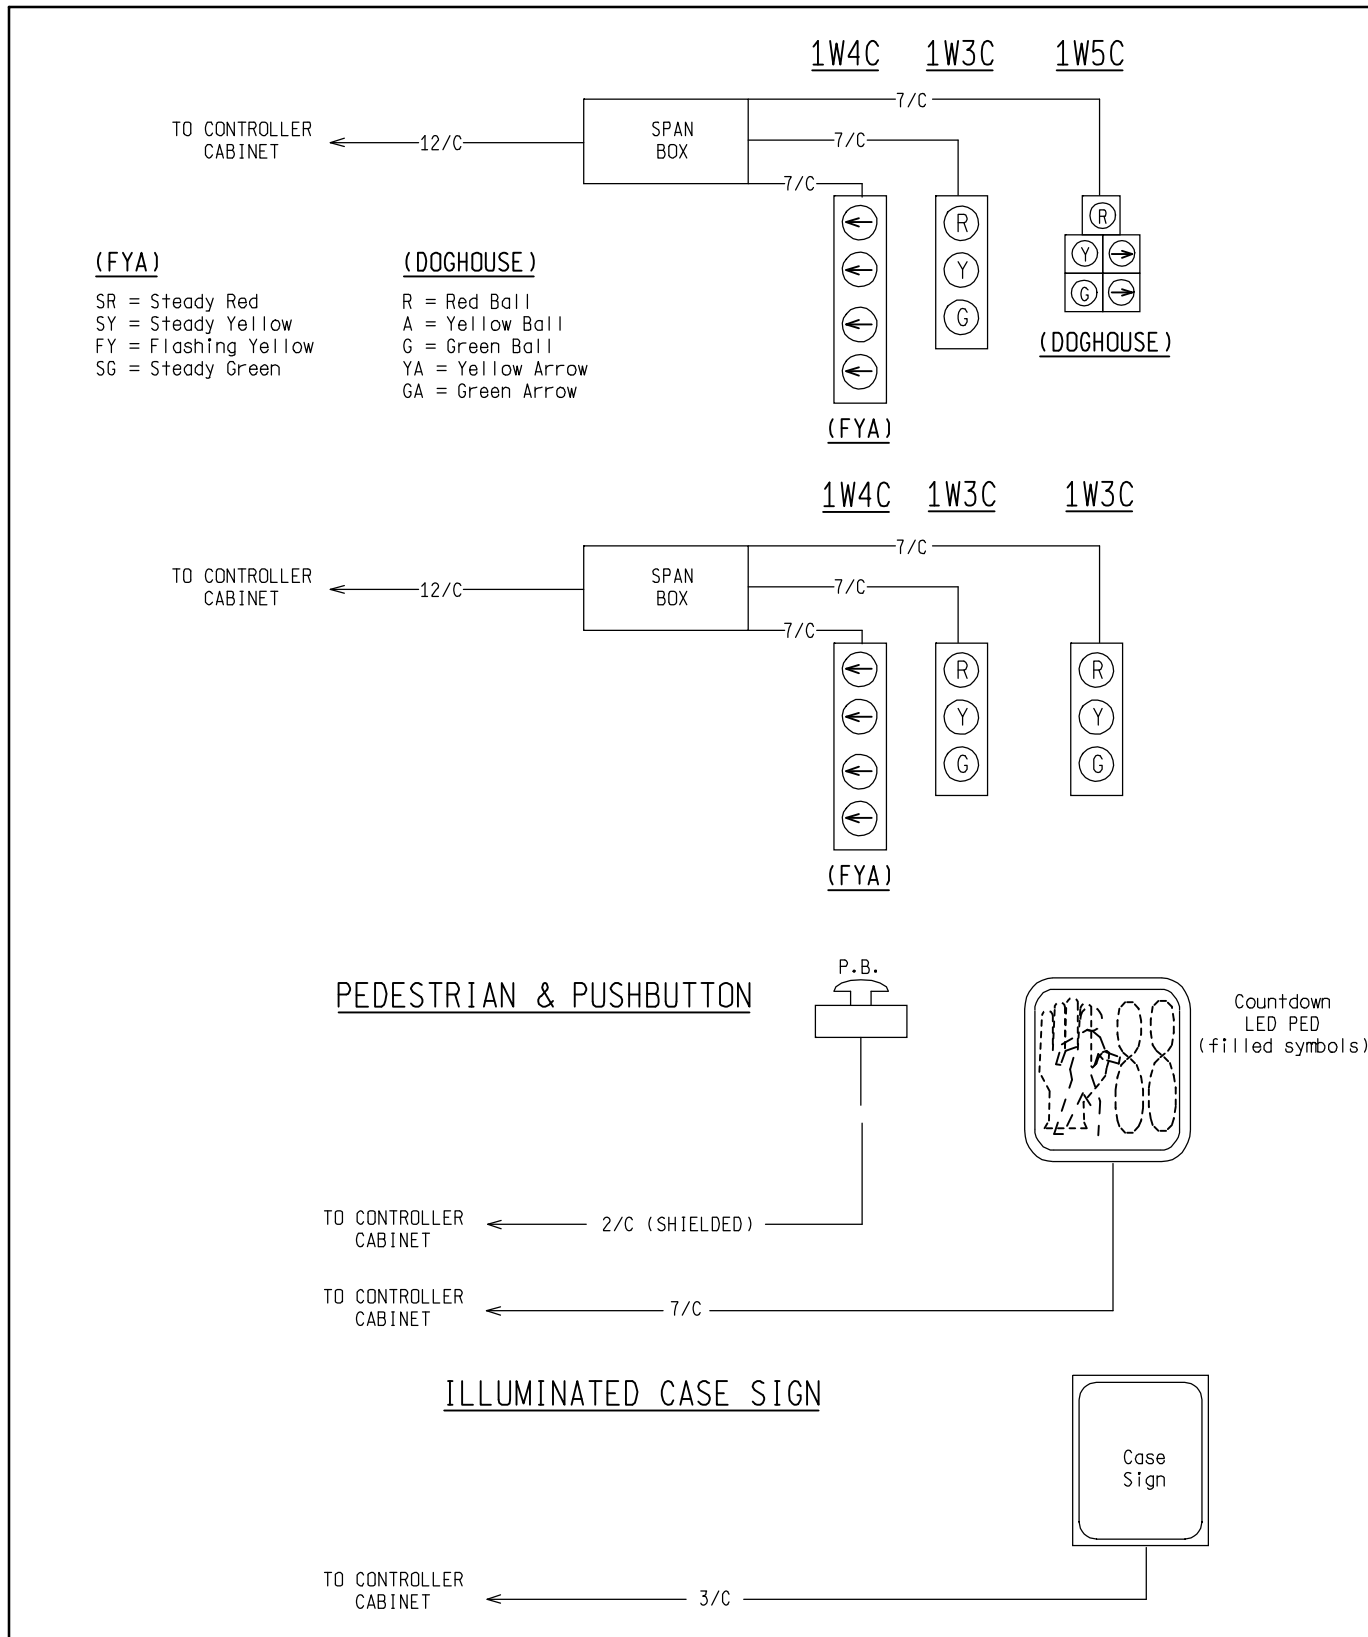 1W4C 1W3C 1W5C
7/C
TO CONTROLLER
CABINET
12/C
SPAN
BOX
7/C
7/C
R
Y
G
R
Y
G
(DOGHOUSE)
(FYA)
(FYA)
SR = Steady Red
SY = Steady Yellow
FY = Flashing Yellow
SG = Steady Green
(DOGHOUSE)
R = Red Ball
A = Yellow Ball
G = Green Ball
YA = Yellow Arrow
GA = Green Arrow
1W4C 1W3C 1W3C
7/C
TO CONTROLLER
CABINET
12/C
SPAN
BOX
7/C
7/C
R
Y
G
R
Y
G
(FYA)
PEDESTRIAN & PUSHBUTTON
P.B.
Countdown
LED PED
(filled symbols)
TO CONTROLLER
CABINET
2/C (SHIELDED)
TO CONTROLLER
CABINET
7/C
ILLUMINATED CASE SIGN
Case
Sign
TO CONTROLLER
CABINET
3/C